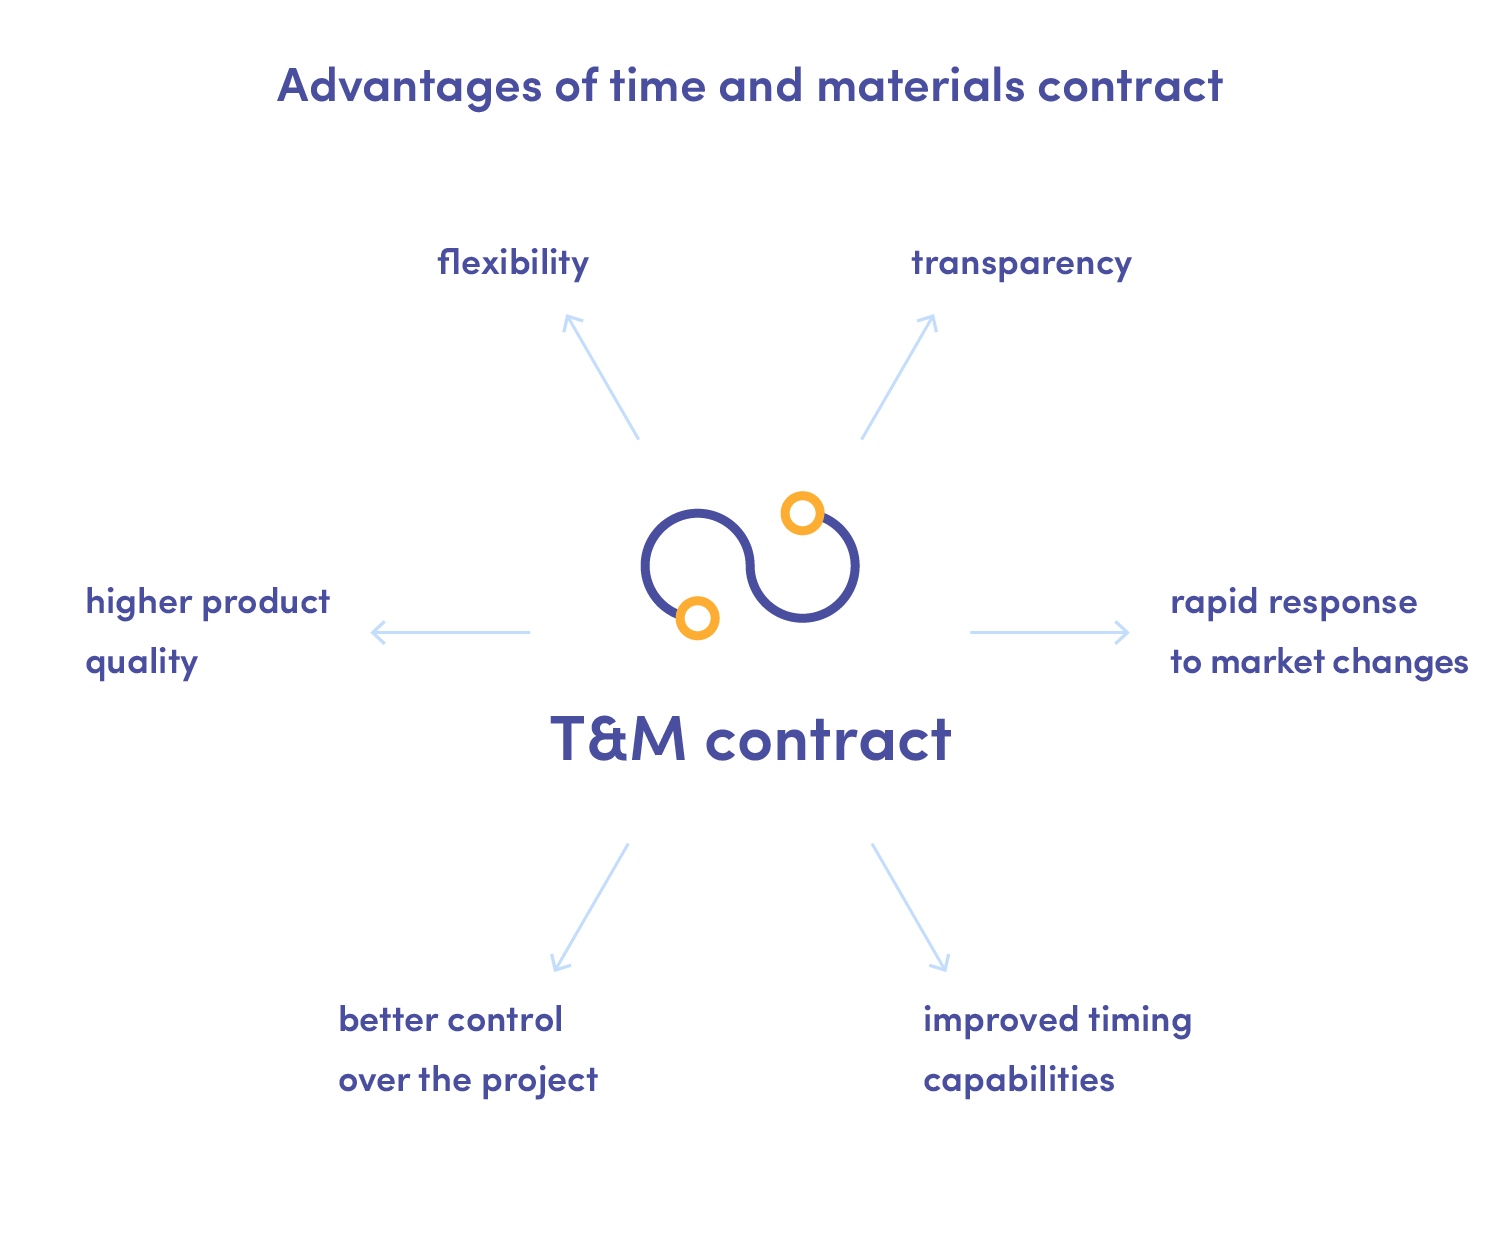 Advantages of time and materials contract
flexibility
transparency
higher product
quality
rapid response
to market changes
T&M contract
better control
over the project
improved timing
capabilities